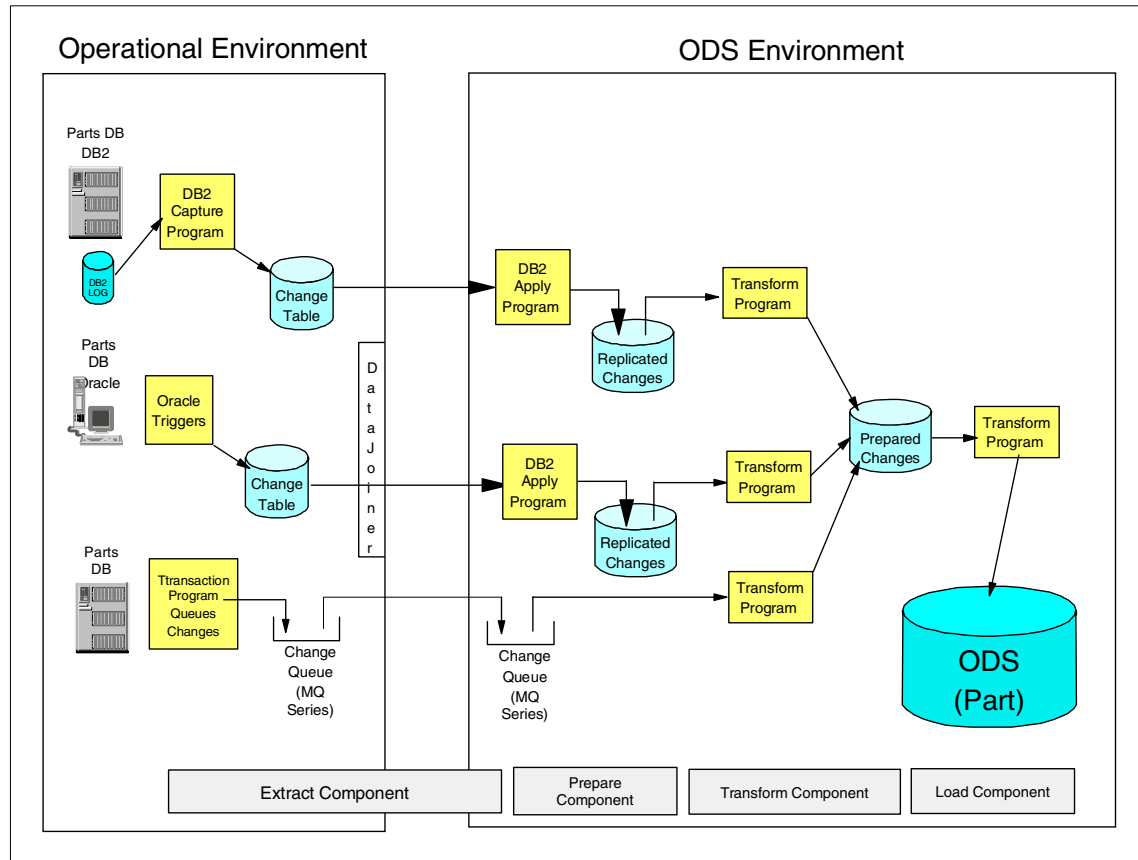 Operational Environment
ODS Environment
Parts DB
DB2
DB2
Capture
Program
DB2
LOG
Change
Table
DB2
Apply
Program
Replicated
Changes
Transform
Program
Parts
DB
Oracle
Oracle
Triggers
Change
Table
D
a
t
a
J
o
i
n
e
r
DB2
Apply
Program
Replicated
Changes
Transform
Program
Prepared
Changes
Transform
Program
Parts
DB
Ttransaction
Program
Queues
Changes
Change
Queue
(MQ
Series)
Change
Queue
(MQ
Series)
Transform
Program
ODS
(Part)
Extract Component
Prepare
Component
Transform Component
Load Component